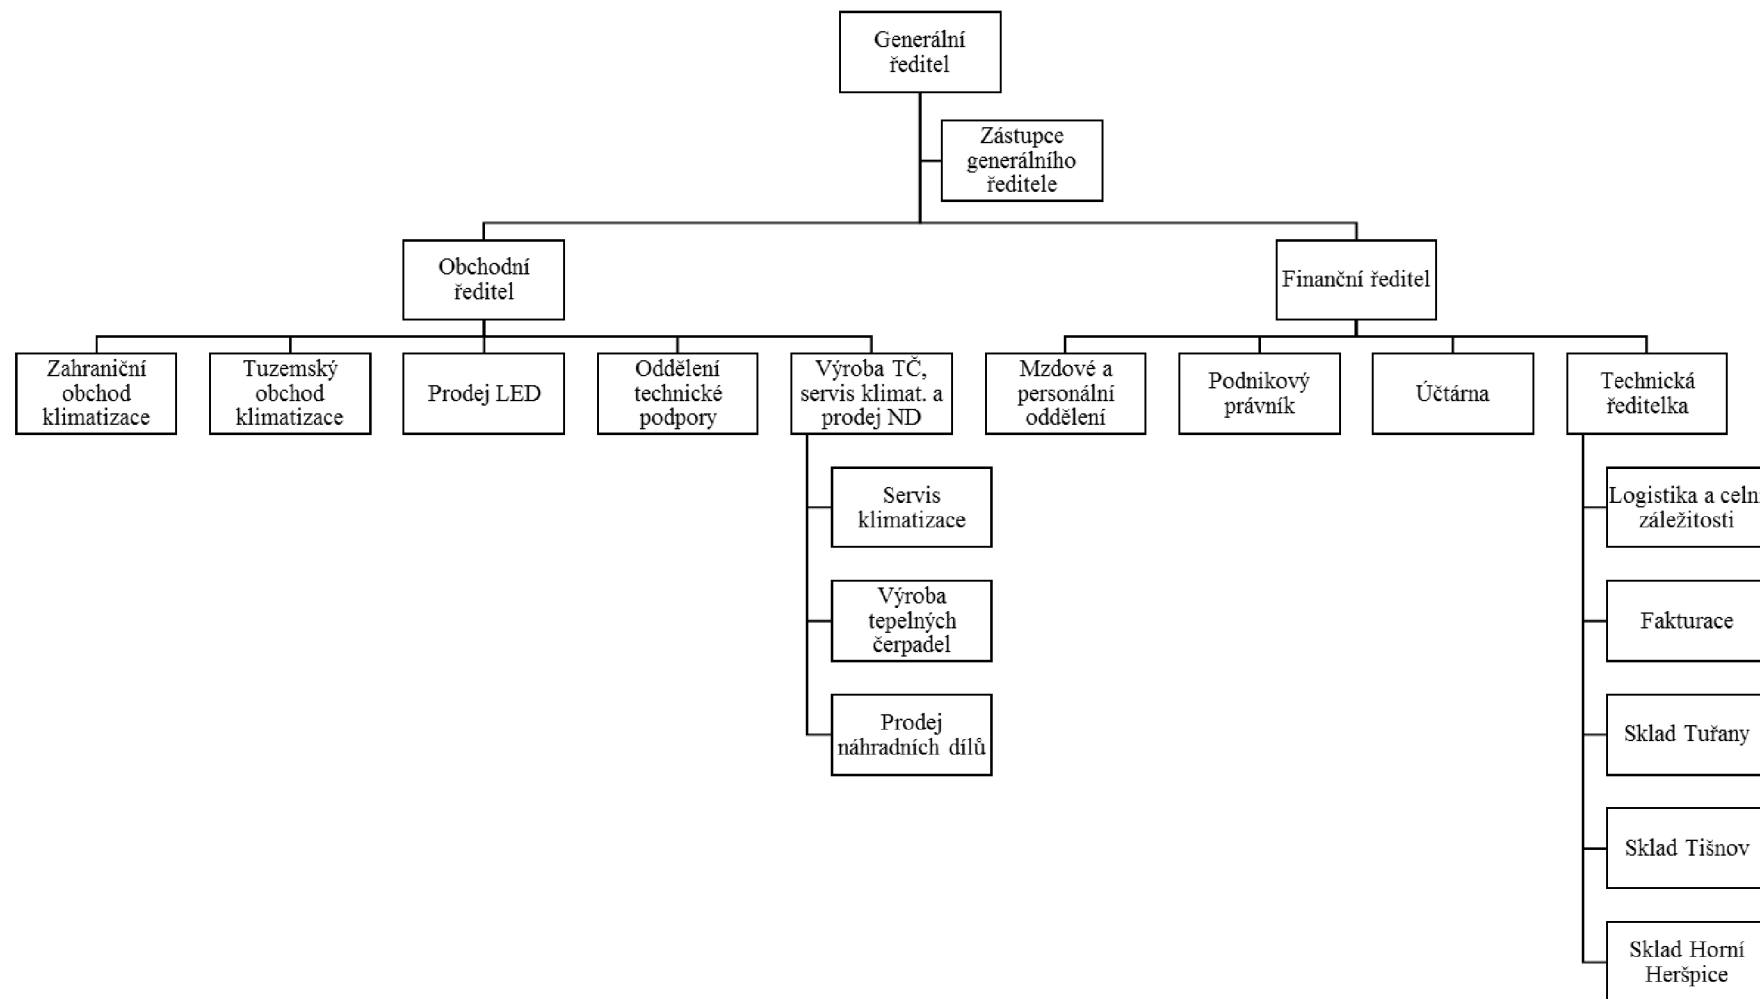 Generální
ředitel
Zástupce
generálního
ředitele
Obchodní
ředitel
Finanční ředitel
Zahraniční
obchod
klimatizace
Tuzemský
obchod
klimatizace
Prodej LED
Oddělení
technické
podpory
Výroba TČ,
servis klimat. a
prodej ND
Mzdové a
personální
oddělení
Podnikový
právník
Účtárna
Technická
ředitelka
Servis
klimatizace
Výroba
tepelných
čerpadel
Prodej
náhradních dílů
Logistika a celní
záležitosti
Fakturace
Sklad Tuřany
Sklad Tišnov
Sklad Horní
Heršpice